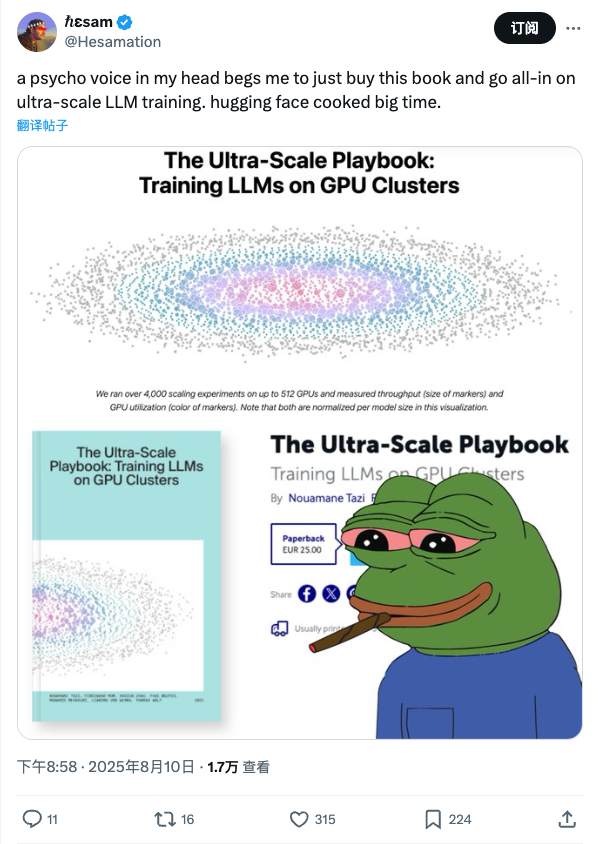 ℏεsam
@Hesamation
订阅
a psycho voice in my head begs me to just buy this book and go all-in on
ultra-scale LLM training. hugging face cooked big time.
翻译帖子
The Ultra-Scale Playbook:
Training LLMs on GPU Clusters
We ran over 4,000 scaling experiments on up to 512 GPUs and measured throughput (size of markers) and
GPU utilization (color of markers). Note that both are normalized per model size in this visualization.
The Ultra-Scale
Playbook: Training LLMs
on GPU Clusters
The Ultra-Scale Playbook
Training LLMs on GPU Clusters
By Nouamane Tazi
Paperback
EUR 25.00
Share
Usually
下午8:58 · 2025年8月10日 · 1.7万 查看
11
16
315
224